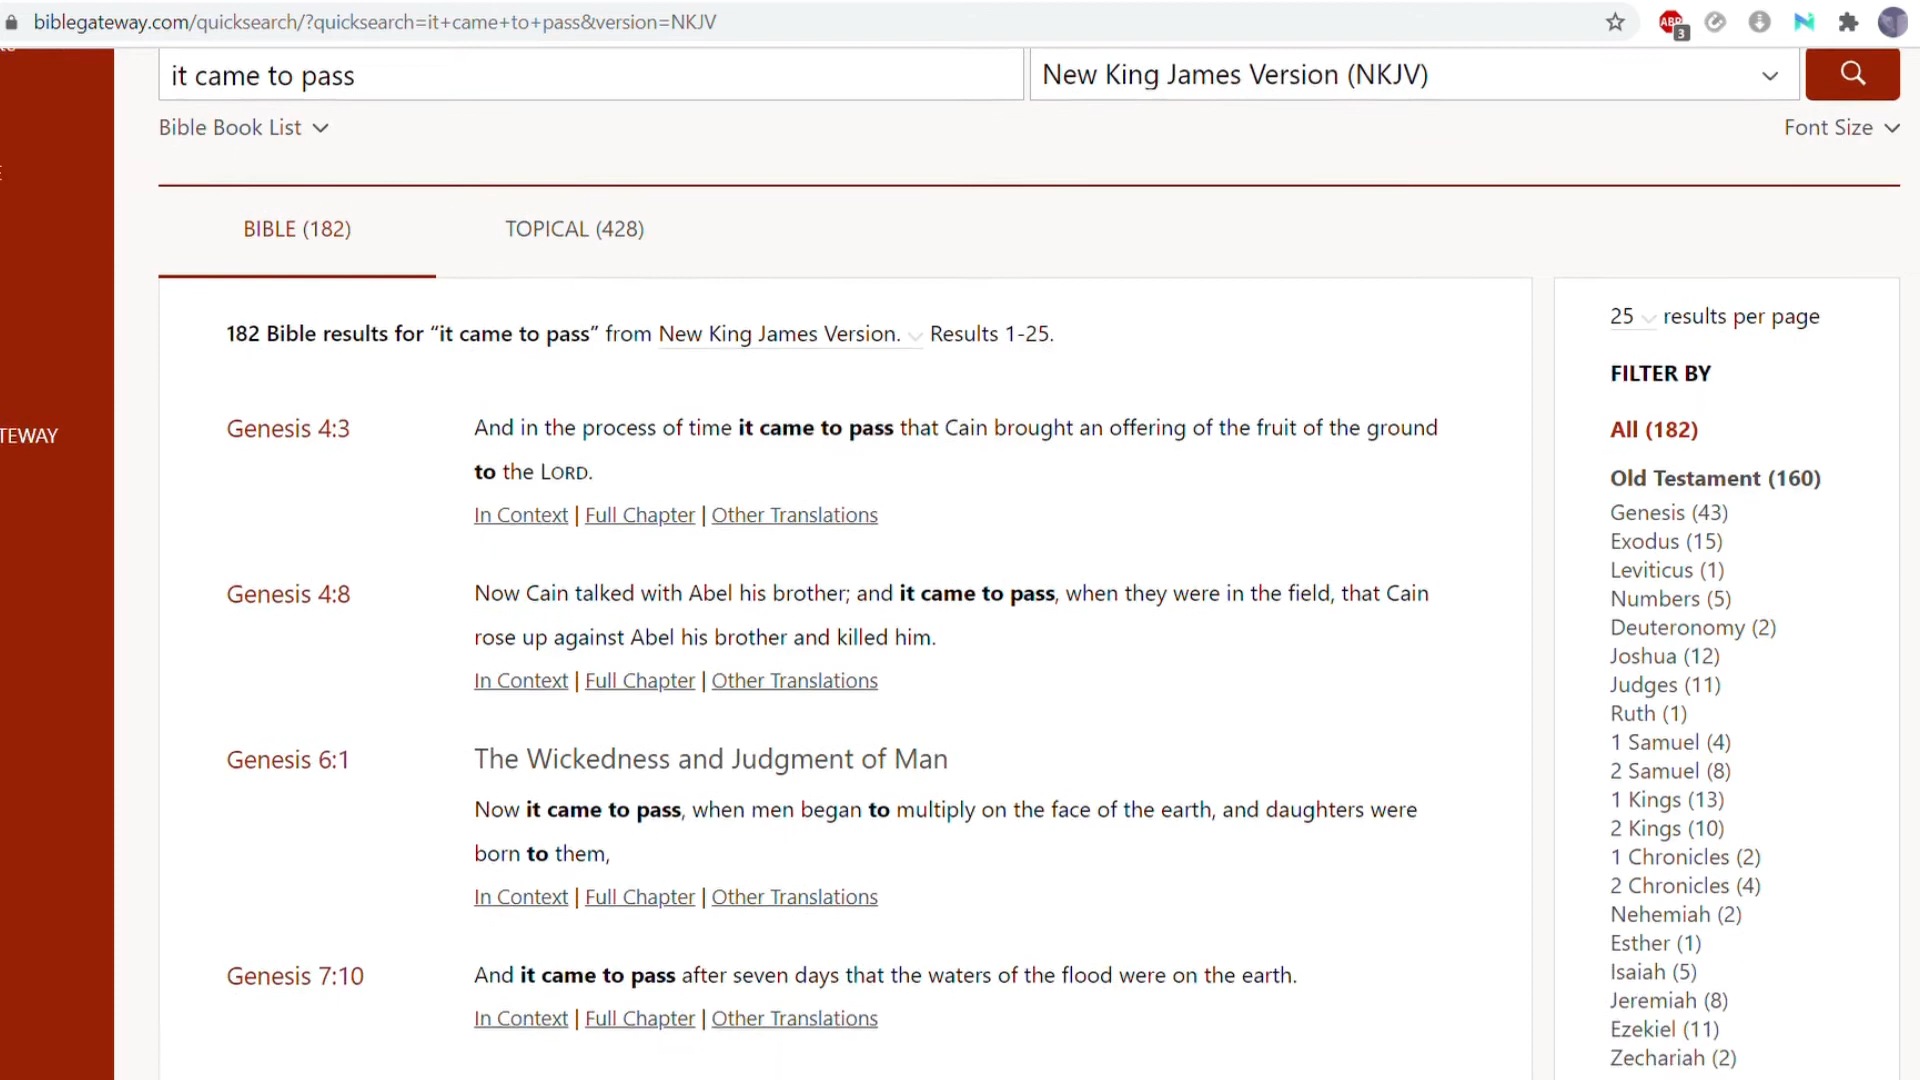 biblegateway.com/quicksearch/?quicksearch=it+came+to+pass&version=NKJV
ABP
3
it came to pass
New King James Version (NKJV)
Bible Book List
Font Size
TEWAY
BIBLE (182)
TOPICAL (428)
182 Bible results for “it came to pass” from New King James Version. Results 1-25.
Genesis 4:3
And in the process of time it came to pass that Cain brought an offering of the fruit of the ground
to the LORD.
In Context | Full Chapter | Other Translations
Genesis 4:8
Now Cain talked with Abel his brother; and it came to pass, when they were in the field, that Cain
rose up against Abel his brother and killed him.
In Context | Full Chapter | Other Translations
Genesis 6:1
The Wickedness and Judgment of Man
Now it came to pass, when men began to multiply on the face of the earth, and daughters were
born to them,
In Context | Full Chapter | Other Translations
Genesis 7:10
And it came to pass after seven days that the waters of the flood were on the earth.
In Context | Full Chapter | Other Translations
25 results per page
FILTER BY
All (182)
Old Testament (160)
Genesis (43)
Exodus (15)
Leviticus (1)
Numbers (5)
Deuteronomy (2)
Joshua (12)
Judges (11)
Ruth (1)
1 Samuel (4)
2 Samuel (8)
1 Kings (13)
2 Kings (10)
1 Chronicles (2)
2 Chronicles (4)
Nehemiah (2)
Esther (1)
Isaiah (5)
Jeremiah (8)
Ezekiel (11)
Zechariah (2)